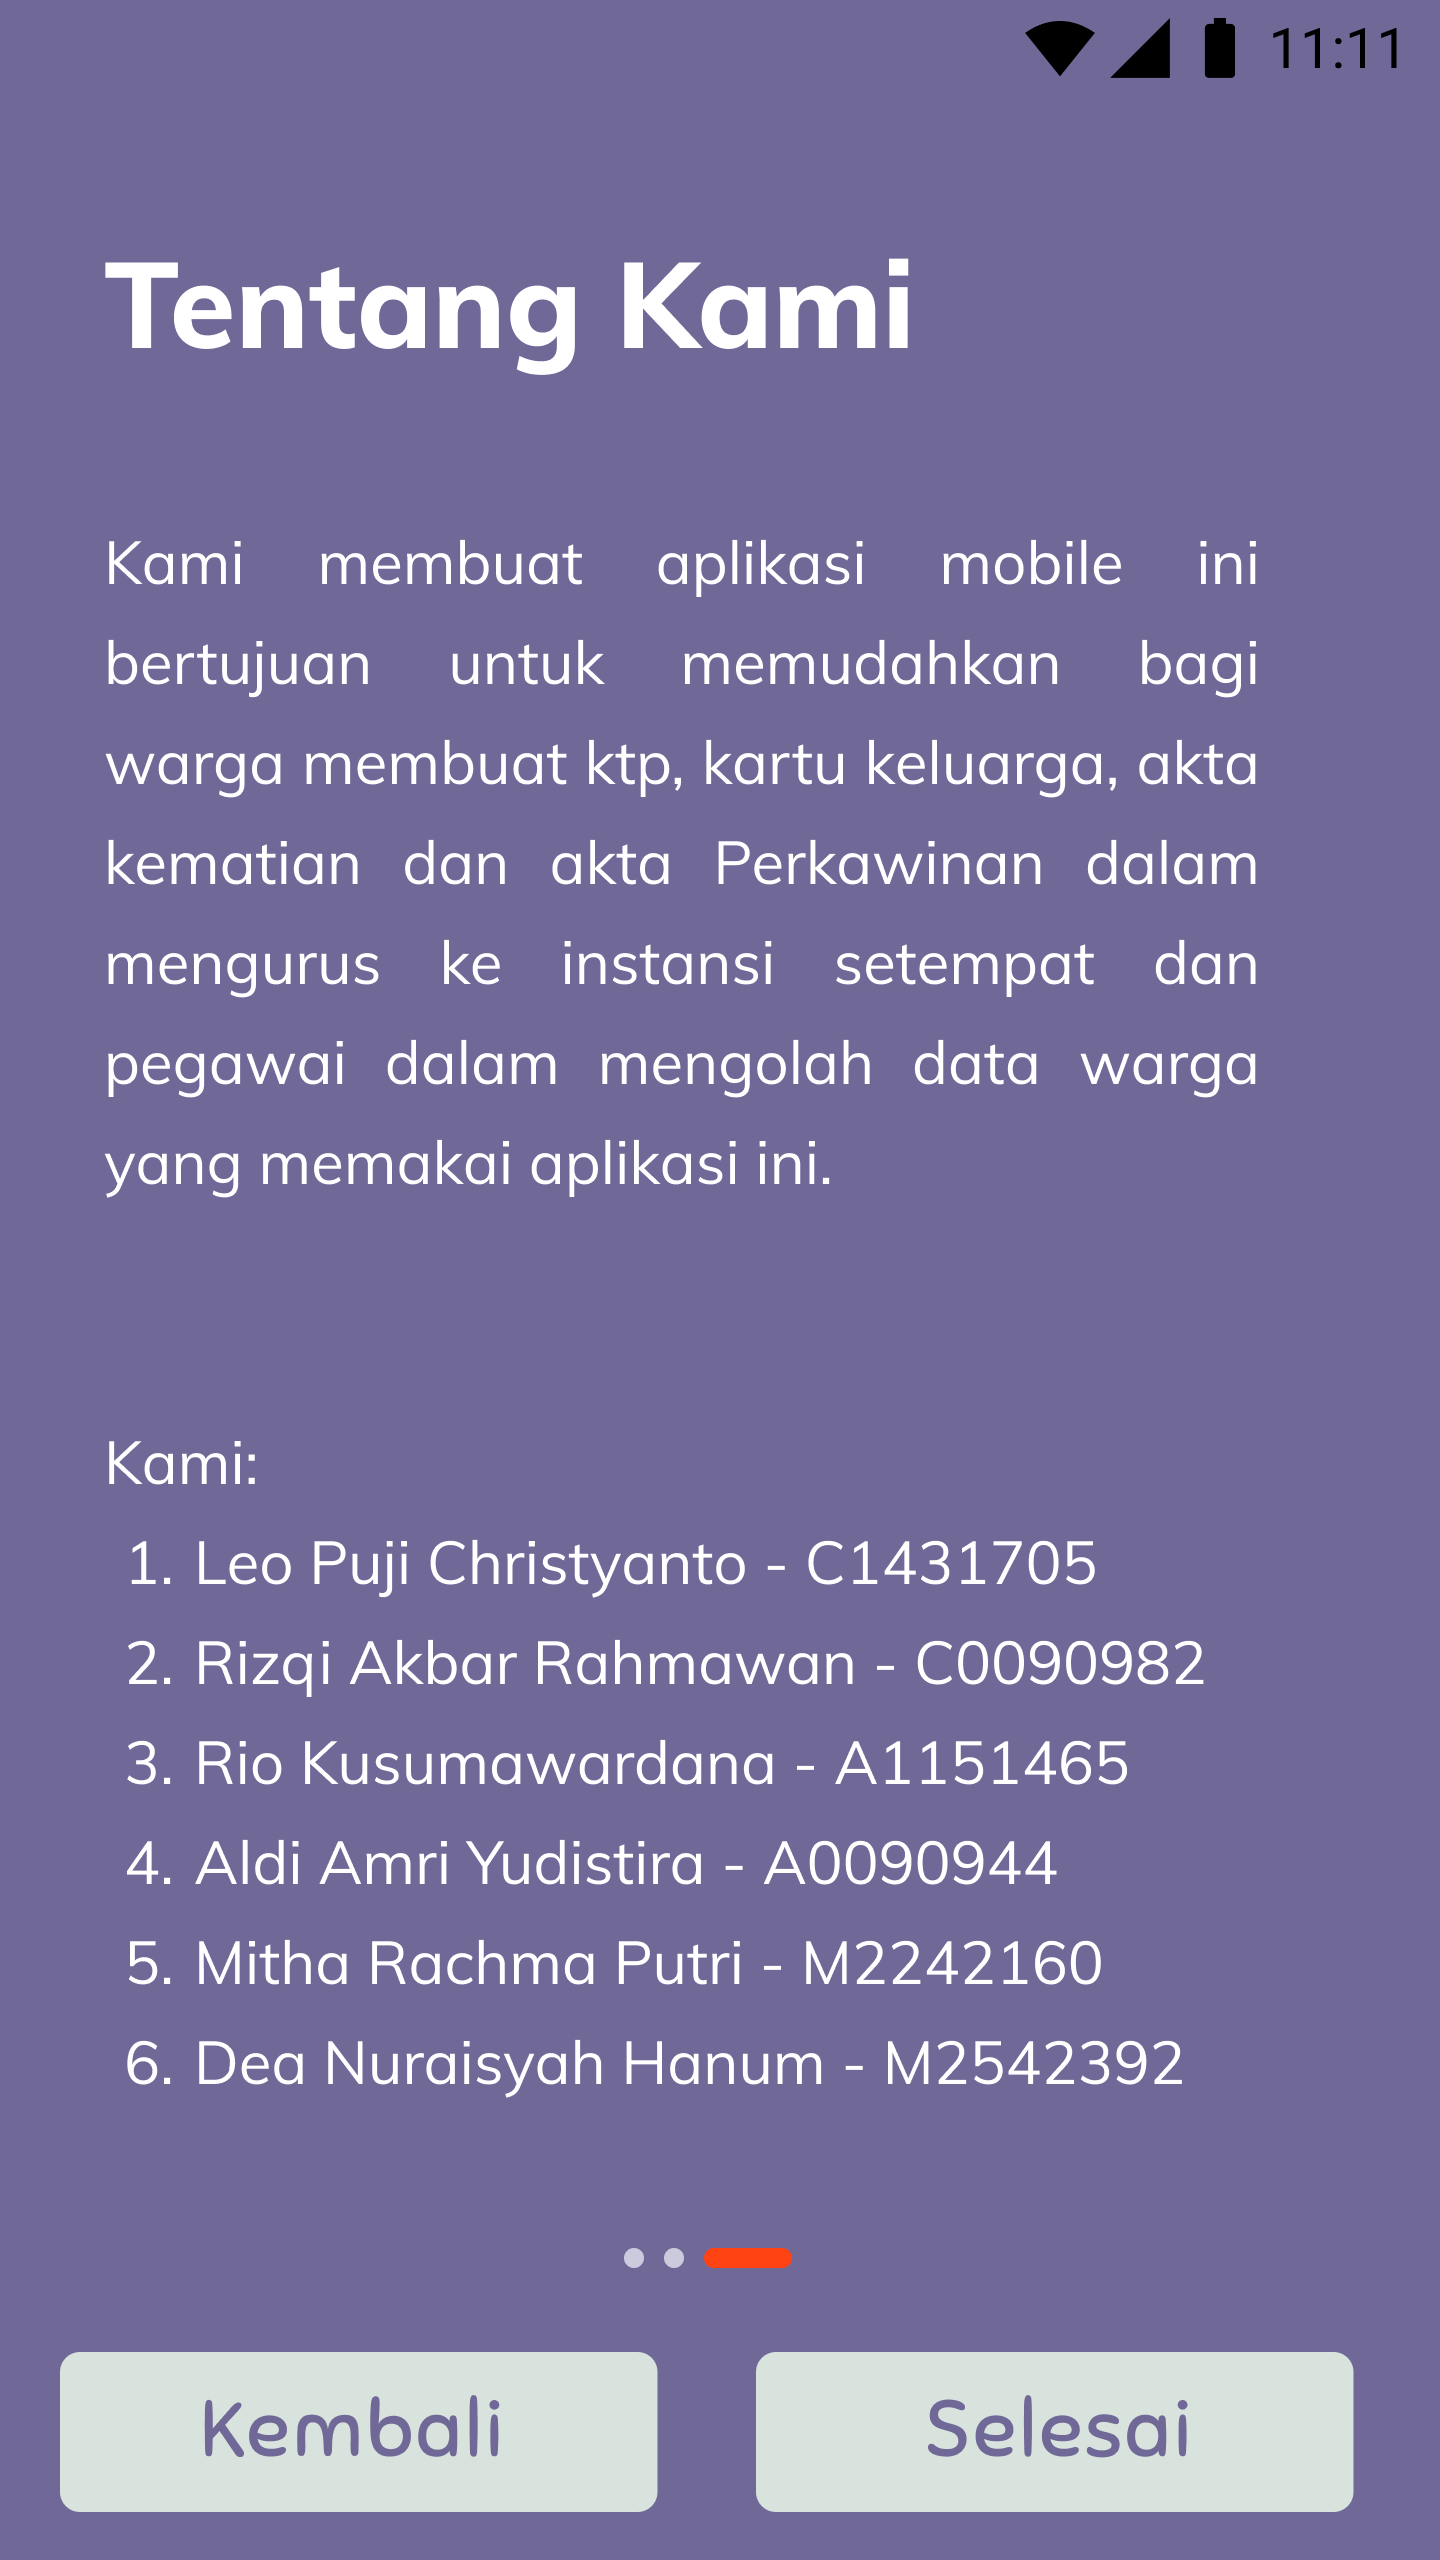 11:11
Tentang Kami
Kami membuat aplikasi mobile ini
bertujuan untuk memudahkan bagi
warga membuat ktp, kartu keluarga, akta
kematian dan akta Perkawinan dalam
mengurus ke instansi setempat dan
pegawai dalam mengolah data warga
yang memakai aplikasi ini.
Kami:
1. Leo Puji Christyanto - C1431705
2. Rizqi Akbar Rahmawan - C0090982
3. Rio Kusumawardana - A1151465
4. Aldi Amri Yudistira - A0090944
5. Mitha Rachma Putri - M2242160
6. Dea Nuraisyah Hanum - M2542392
Kembali
Selesai